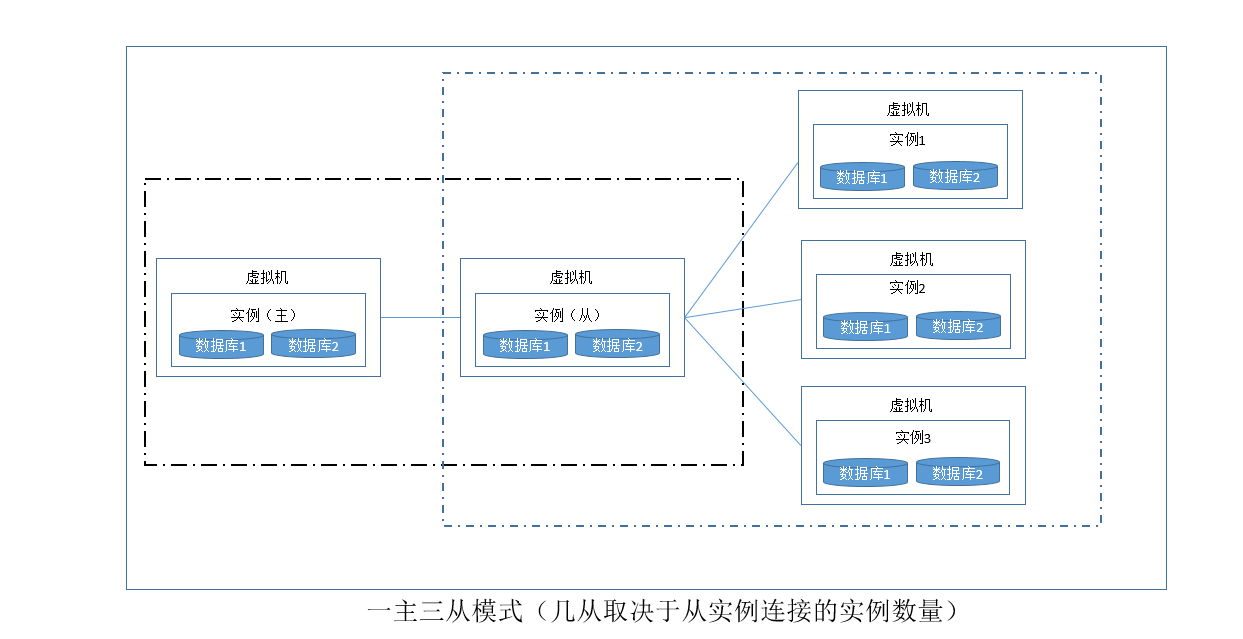 虚拟机
实例1
数据库1 数据库2
虚拟机
实例（主）
数据库1 数据库2
虚拟机
实例（从）
数据库1 数据库2
虚拟机
实例2
数据库1 数据库2
虚拟机
实例3
数据库1 数据库2
一主三从模式（几从取决于从实例连接的实例数量）